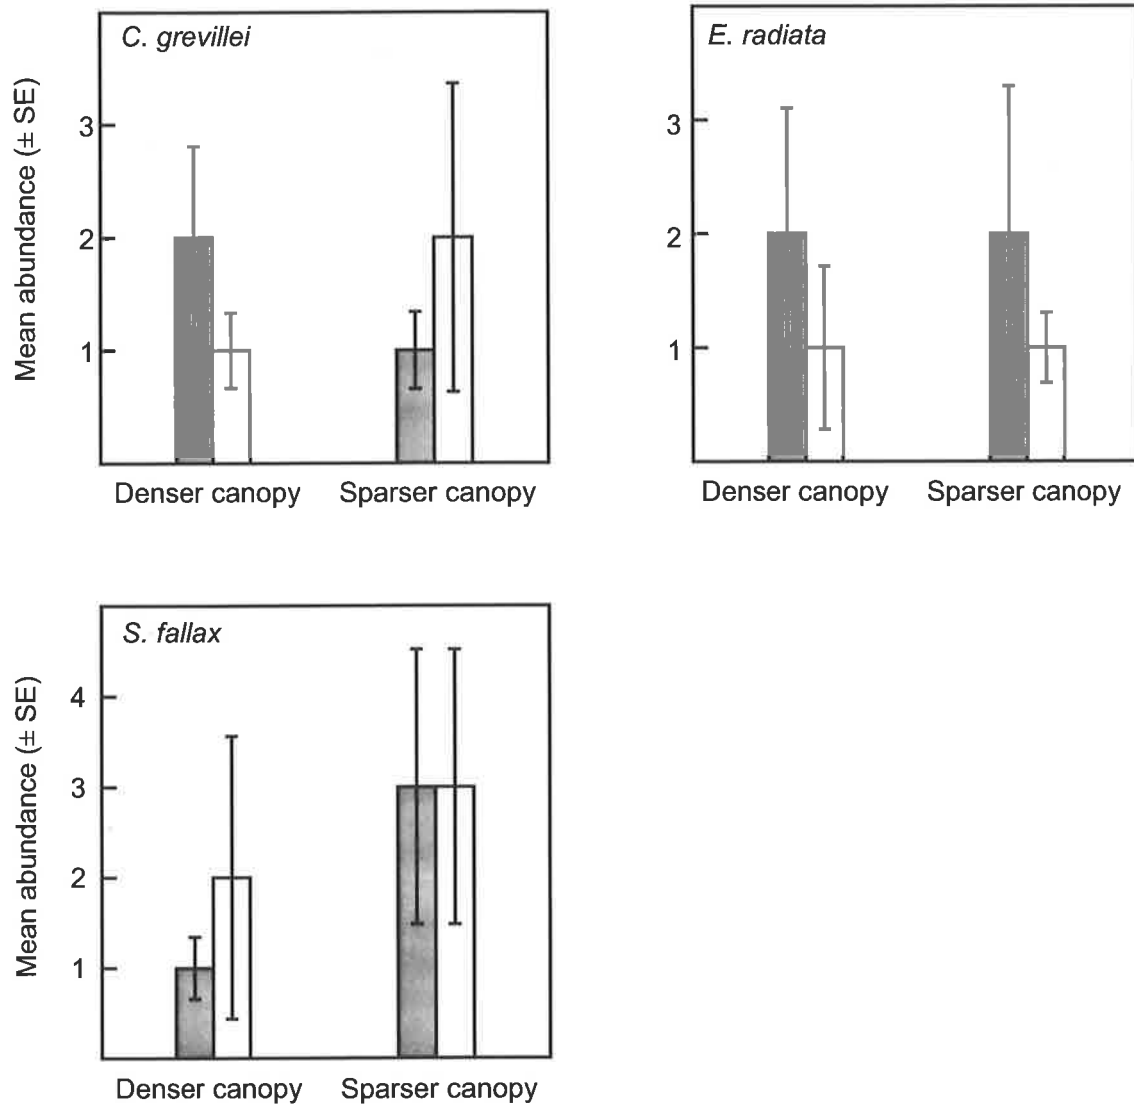 C. grevillei
Mean abundance (± SE)
3
2
1
Denser canopy Sparser canopy
E. radiata
3
2
1
Denser canopy Sparser canopy
S. fallax
Mean abundance (± SE)
4
3
2
1
Denser canopy Sparser canopy